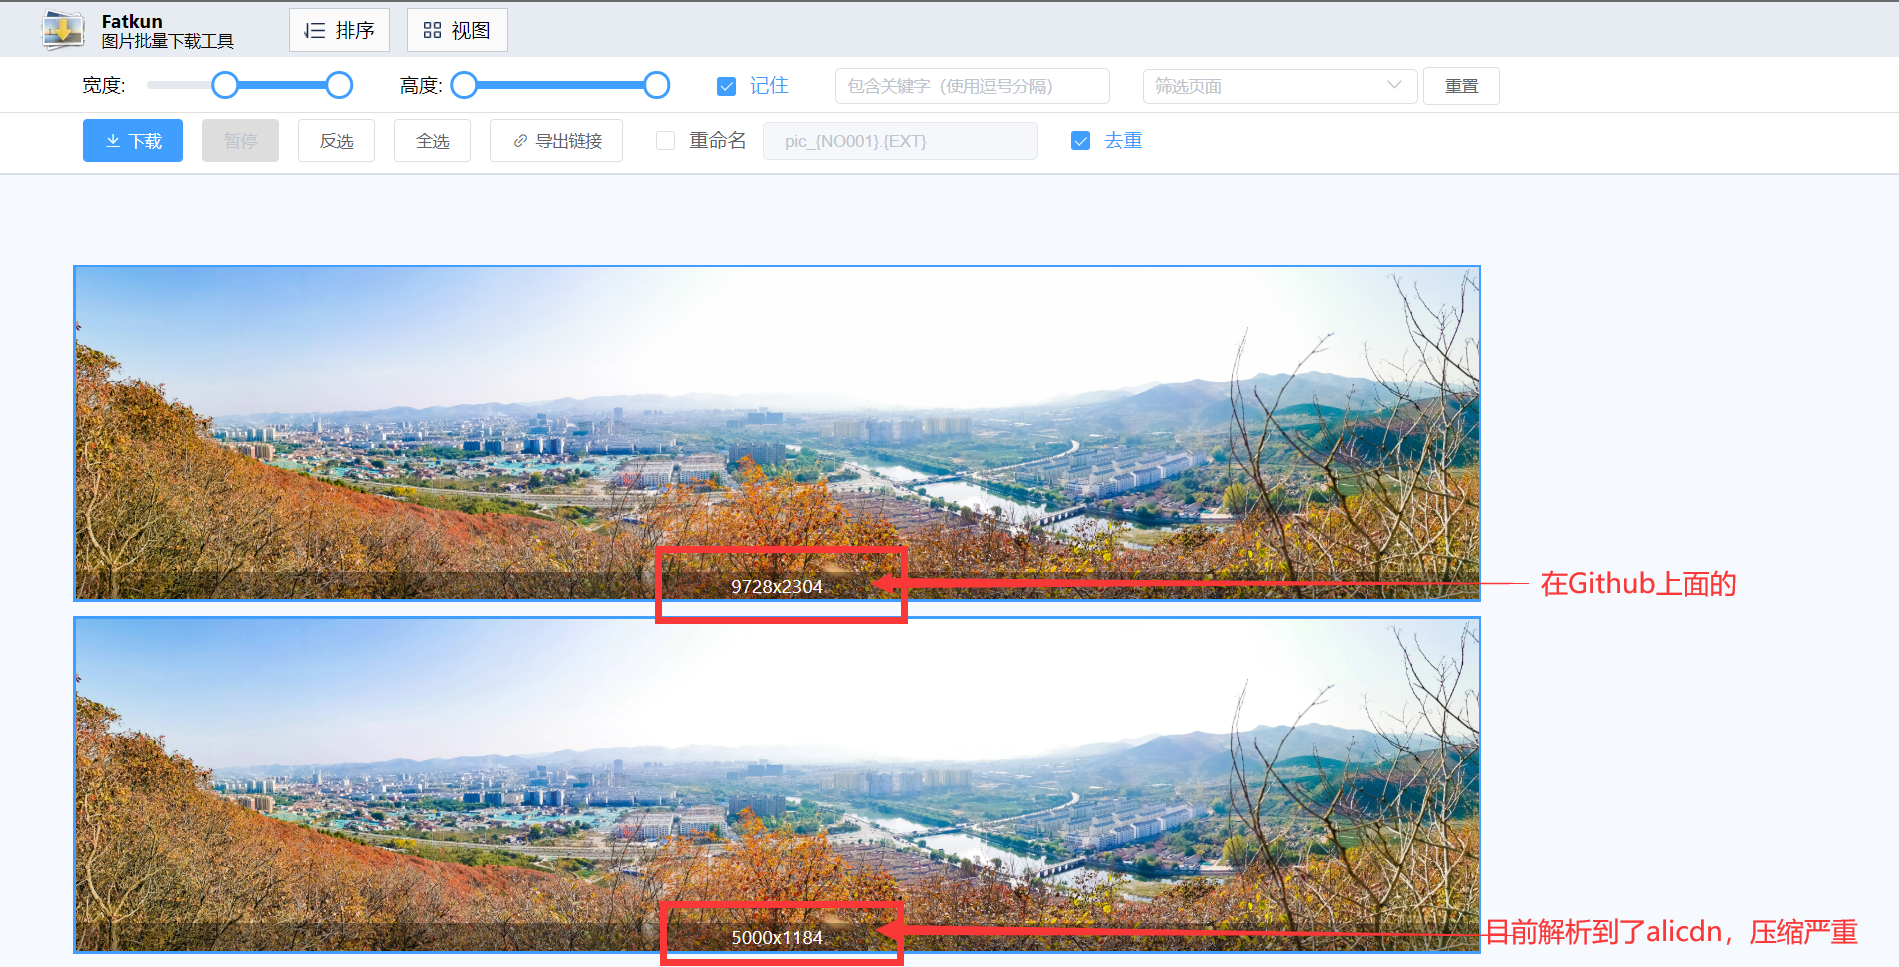 Fatkun
图片批量下载工具
排序
视图
宽度:
高度:
记住
包含关键字（使用逗号分隔）
筛选页面
重置
下载
暂停
反选
全选
导出链接
重命名
pic_{NO001}.{EXT}
去重
9728x2304
在Github上面的
5000x1184
目前解析到了alicdn，压缩严重